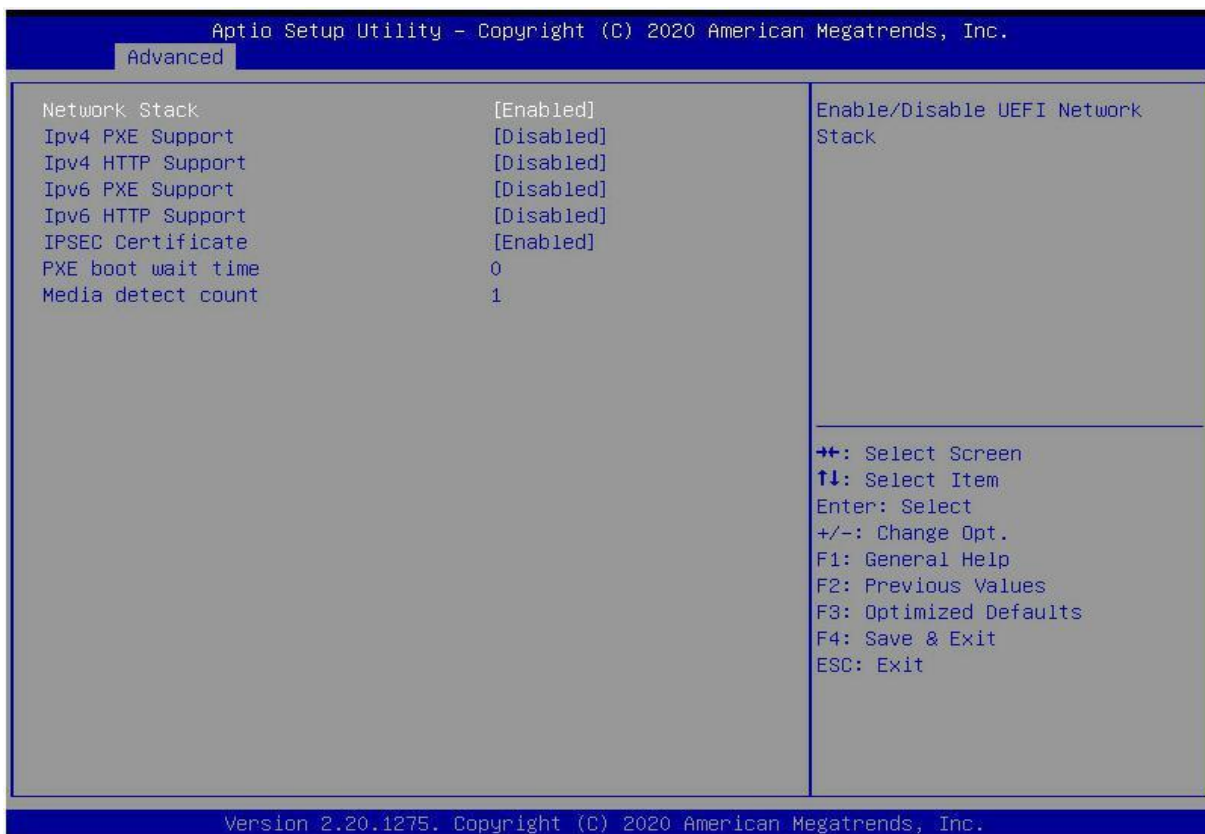 Aptio Setup Utility – Copyright (C) 2020 American Megatrends, Inc.
Advanced
Network Stack [Enabled]
Ipv4 PXE Support [Disabled]
Ipv4 HTTP Support [Disabled]
Ipv6 PXE Support [Disabled]
Ipv6 HTTP Support [Disabled]
IPSEC Certificate [Enabled]
PXE boot wait time 0
Media detect count 1
Enable/Disable UEFI Network
Stack
→←: Select Screen
↑↓: Select Item
Enter: Select
+/-: Change Opt.
F1: General Help
F2: Previous Values
F3: Optimized Defaults
F4: Save & Exit
ESC: Exit
Version 2.20.1275. Copyright (C) 2020 American Megatrends, Inc.